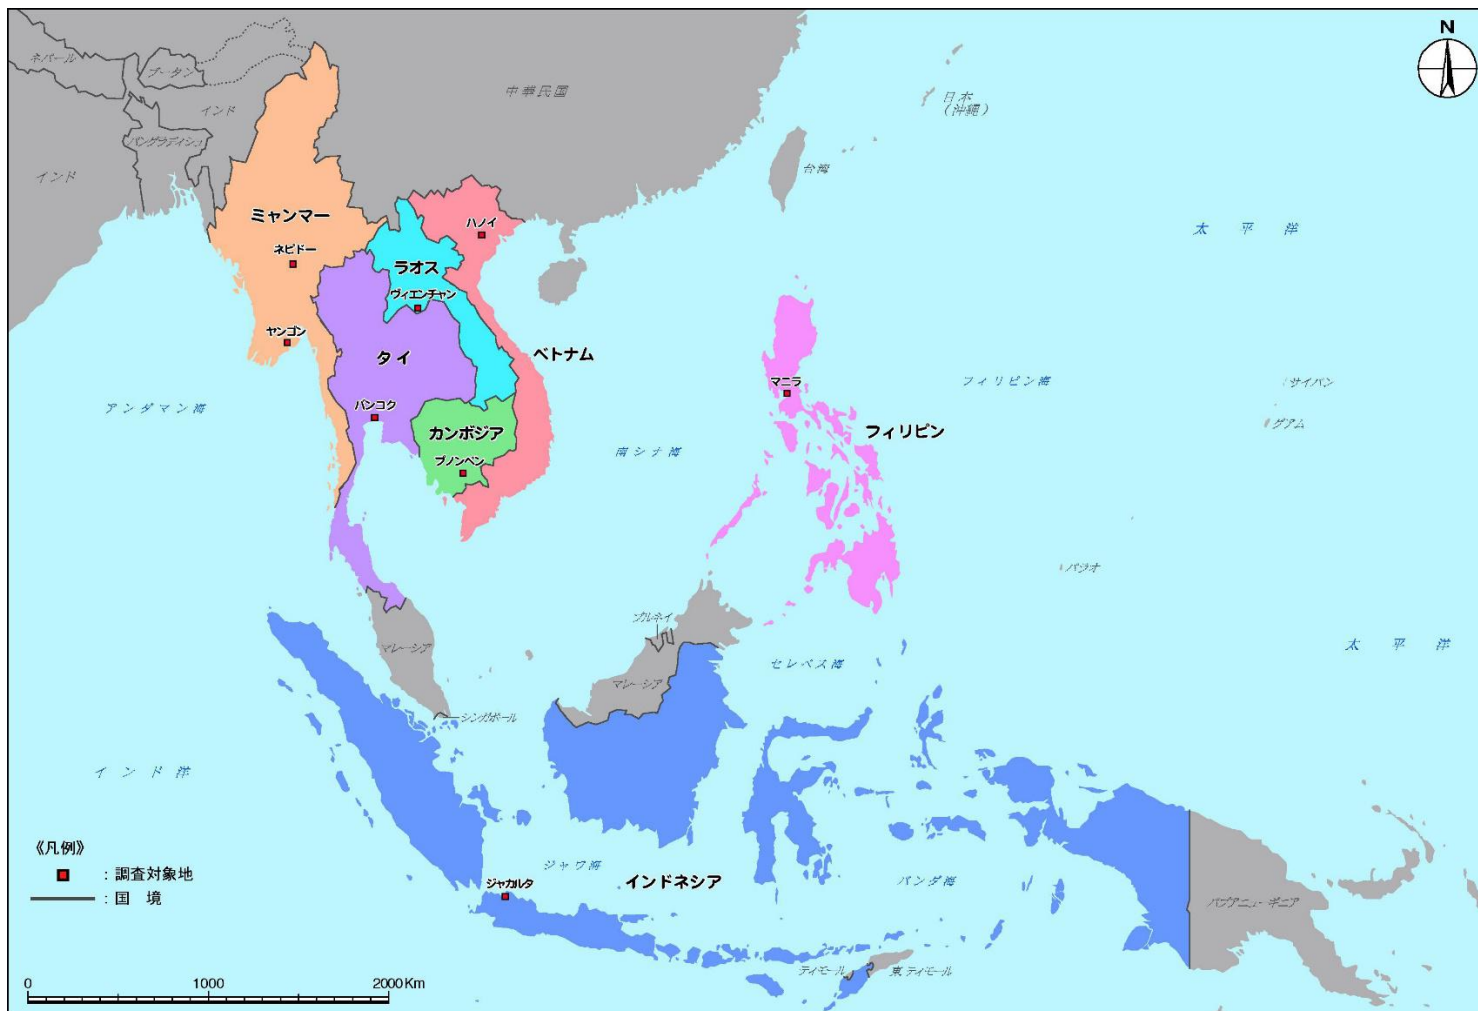 N
ネパール
ブータン
インド
中華民国
日本
(沖縄)
バングラディシュ
インド
台湾
ミャンマー
ハノイ
太 平 洋
ネピドー
ラオス
ヴィエンチャン
ヤンゴン
タイ
ベトナム
マニラ
フィリピン海
サイパン
アンダマン海
バンコク
グアム
カンボジア
フィリピン
南シナ海
プノンペン
パラオ
ブルネイ
マレーシア
セレベス海
太 平 洋
マレーシア
シンガポール
インド洋
《凡例》
:調査対象地
:国 境
ジャワ海
ジャカルタ
インドネシア
バンダ海
パプアニューギニア
ティモール
東ティモール
0 1000 2000Km